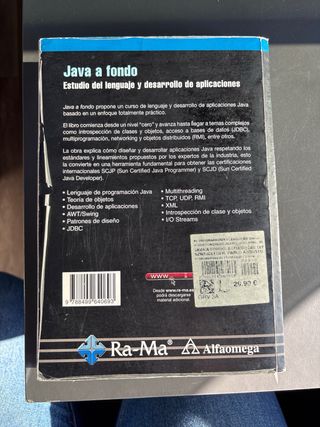 Java a fondo
Estudio del lenguaje y desarrollo de aplicaciones
Java a fondo propone un curso de lenguaje y desarrollo de aplicaciones Java
basado en un enfoque totalmente práctico.
El libro comienza desde un nivel "cero" y avanza hasta llegar a temas complejos
como introspección de clases y objetos, acceso a bases de datos (JDBC),
multiprogramación, networking y objetos distribuidos (RMI), entre otros.
La obra explica cómo diseñar y desarrollar aplicaciones Java respetando los
estándares y lineamientos propuestos por los expertos de la industria, esto
la convierte en una herramienta fundamental para obtener las certificaciones
internacionales SCJP (Sun Certified Java Programmer) y SCJD (Sun Certified
Java Developer).
• Lenguaje de programación Java
• Teoría de objetos
• Desarrollo de aplicaciones
• AWT/Swing
• Patrones de diseño
• JDBC
• Multithreading
• TCP, UDP, RMI
• XML
• Introspección de clase y objetos
• I/O Streams
9 788499 640693
www
Desde www.ra-ma.es
podrá descargarse
material adicional.
26.90 €
Ra-Ma®
Alfaomega